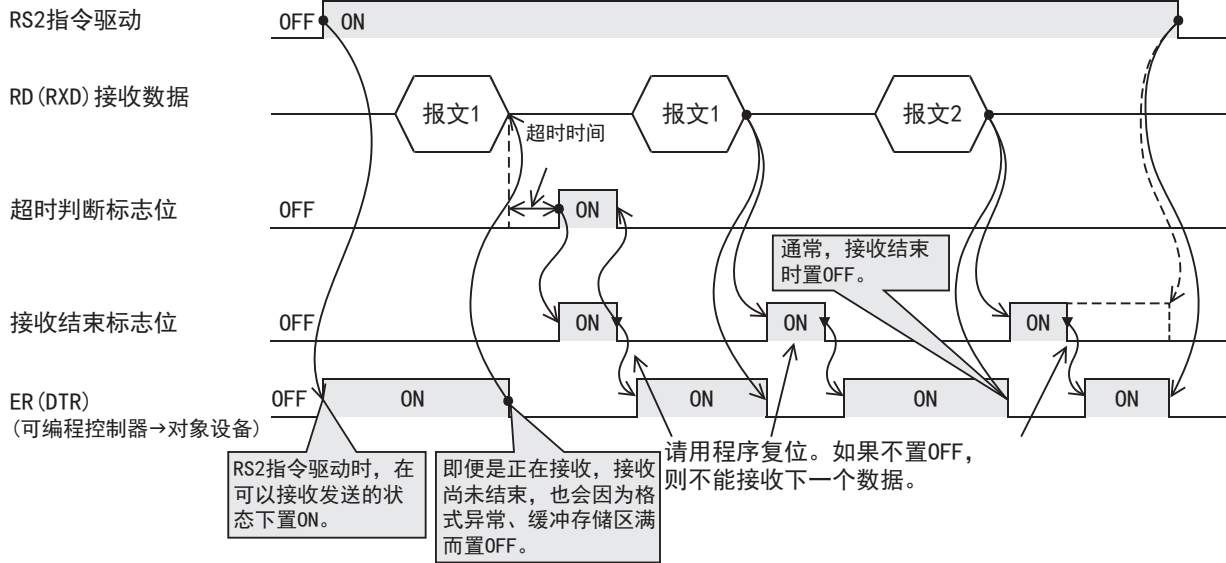 RS2指令驱动
OFF
ON
RD(RXD)接收数据
报文1
超时时间
报文1
报文2
超时判断标志位
OFF
ON
通常，接收结束
时置OFF。
接收结束标志位
OFF
ON
ON
ON
ER(DTR)
(可编程控制器→对象设备)
OFF
ON
ON
ON
ON
RS2指令驱动时，在
可以接收发送的状
态下置ON。
即便是正在接收，接收
尚未结束，也会因为格
式异常、缓冲存储区满
而置OFF。
请用程序复位。如果不置OFF，
则不能接收下一个数据。